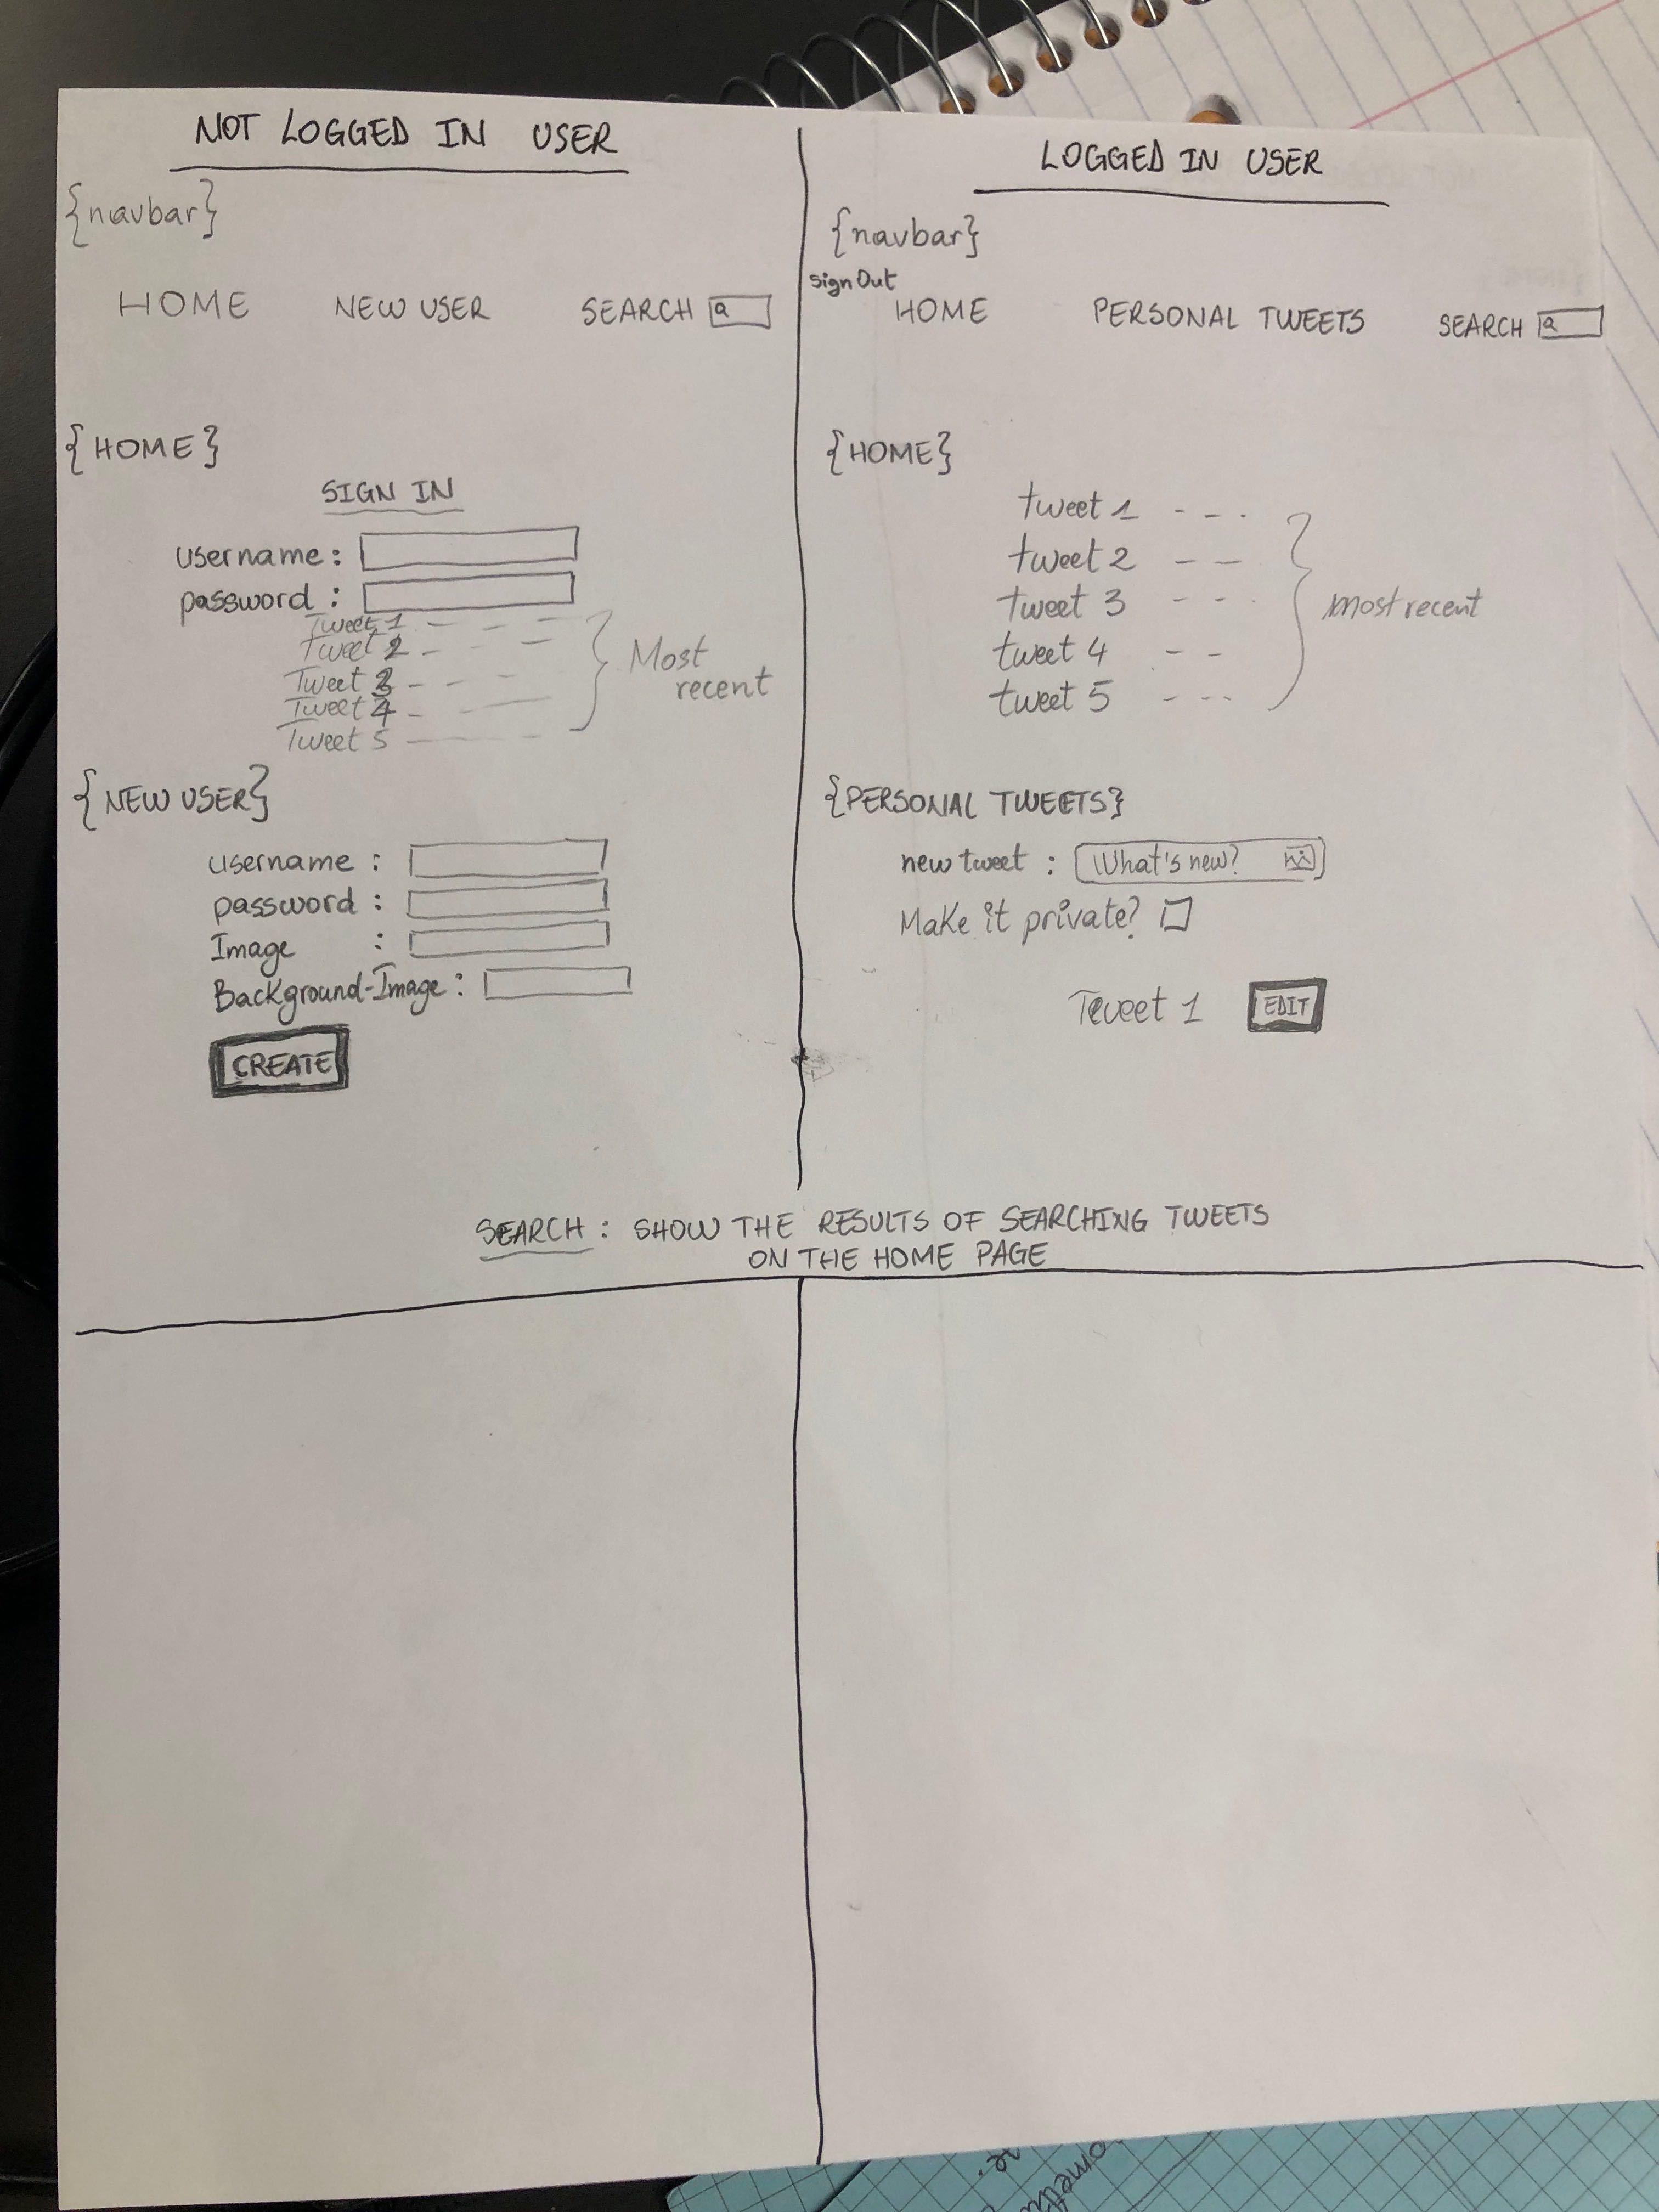 NOT LOGGED IN USER
{navbar}
HOME NEW USER SEARCH
{HOME}
SIGN IN
username:
password:
Tweet 1
Tweet 2
Tweet 3
Tweet 4
Tweet 5
Most
recent
{NEW USER}
username:
password:
Image :
Background-Image:
CREATE
LOGGED IN USER
{navbar}
Sign Out
HOME PERSONAL TWEETS SEARCH
{HOME}
tweet 1
tweet 2
tweet 3
tweet 4
tweet 5
most recent
{PERSONAL TWEETS}
new tweet : What's new?
Make it private?
Tweet 1 EDIT
SEARCH : SHOW THE RESULTS OF SEARCHING TWEETS
ON THE HOME PAGE